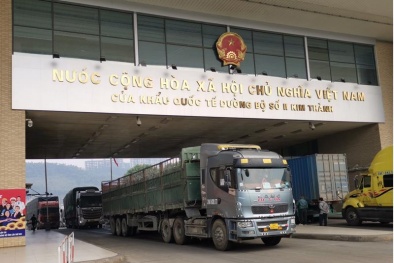 NƯỚC CỘNG HÒA XÃ HỘI CHỦ NGHĨA VIỆT NAM
CỬA KHẨU QUỐC TẾ ĐƯỜNG BỘ SỐ II KIM THÀNH